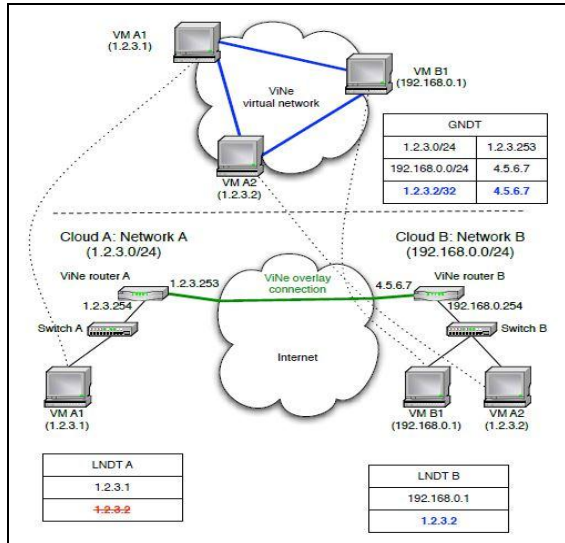 VM A1
(1.2.3.1)
ViNe
virtual network
VM B1
(192.168.0.1)
VM A2
(1.2.3.2)
GNDT
1.2.3.0/24 1.2.3.253
192.168.0.0/24 4.5.6.7
1.2.3.2/32 4.5.6.7
Cloud A: Network A
(1.2.3.0/24)
Cloud B: Network B
(192.168.0.0/24)
ViNe router A
1.2.3.253
ViNe overlay
connection
4.5.6.7
ViNe router B
1.2.3.254
192.168.0.254
Switch A
Switch B
Internet
VM A1
(1.2.3.1)
VM B1
(192.168.0.1)
VM A2
(1.2.3.2)
LNDT A
1.2.3.1
1.2.3.2
LNDT B
192.168.0.1
1.2.3.2